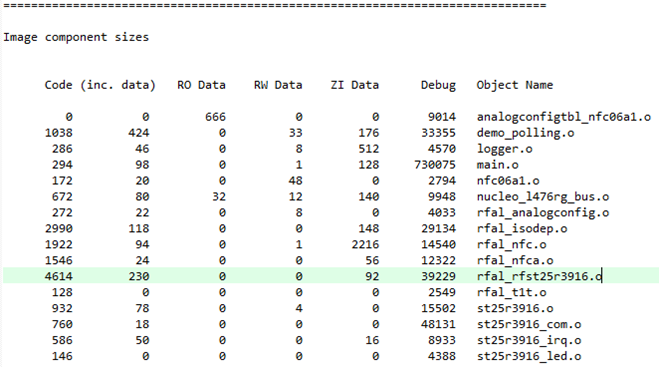 ==============================================================================
Image component sizes
Code (inc. data) RO Data RW Data ZI Data Debug Object Name
0 0 666 0 0 9014 analogconfigtbl_nfc06a1.o
1038 424 0 33 176 33355 demo_polling.o
286 46 0 8 512 4570 logger.o
294 98 0 1 128 730075 main.o
172 20 0 48 0 2794 nfc06a1.o
672 80 32 12 140 9948 nucleo_l476rg_bus.o
272 22 0 8 0 4033 rfal_analogconfig.o
2990 118 0 0 148 29134 rfal_isodep.o
1922 94 0 1 2216 14540 rfal_nfc.o
1546 24 0 0 56 12322 rfal_nfca.o
4614 230 0 0 92 39229 rfal_rfst25r3916.o
128 0 0 0 0 2549 rfal_t1t.o
932 78 0 4 0 15502 st25r3916.o
760 18 0 0 0 48131 st25r3916_com.o
586 50 0 0 16 8933 st25r3916_irq.o
146 0 0 0 0 4388 st25r3916_led.o